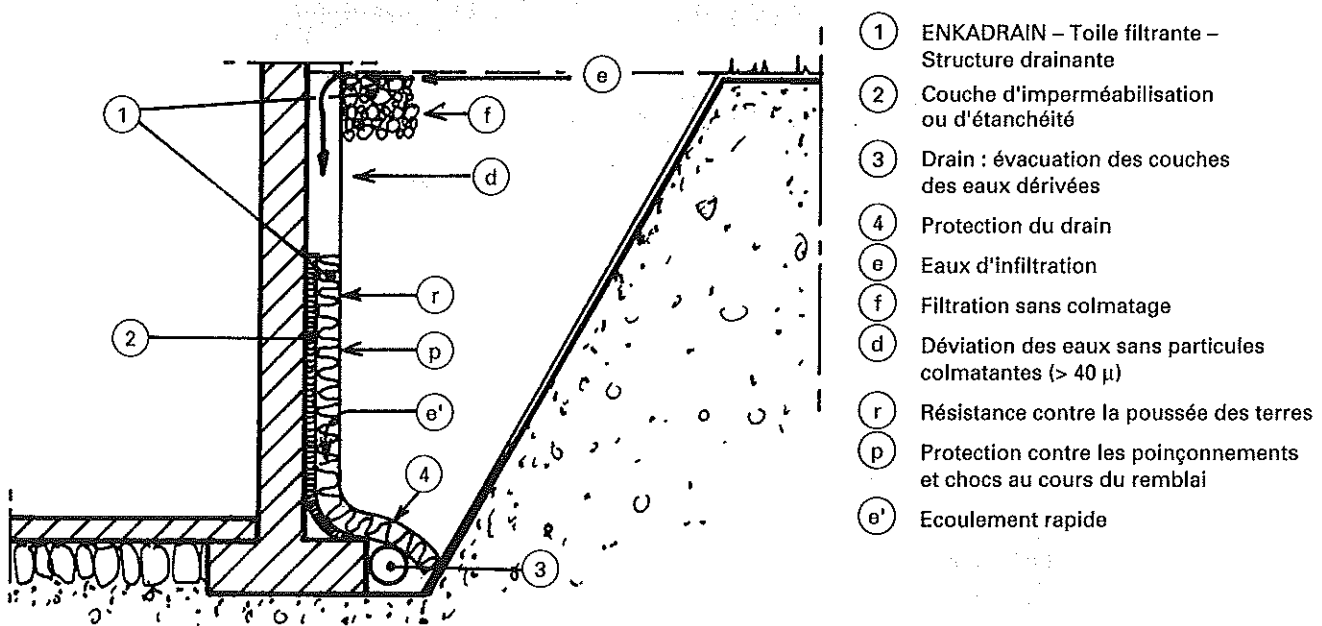 1 ENKADRAIN – Toile filtrante –
Structure drainante
2 Couche d'imperméabilisation
ou d'étanchéité
3 Drain : évacuation des couches
des eaux dérivées
4 Protection du drain
e Eaux d'infiltration
f Filtration sans colmatage
d Déviation des eaux sans particules
colmatantes (> 40 µ)
r Résistance contre la poussée des terres
p Protection contre les poinçonnements
et chocs au cours du remblai
e' Ecoulement rapide
e
1
f
d
r
2
p
e'
4
3